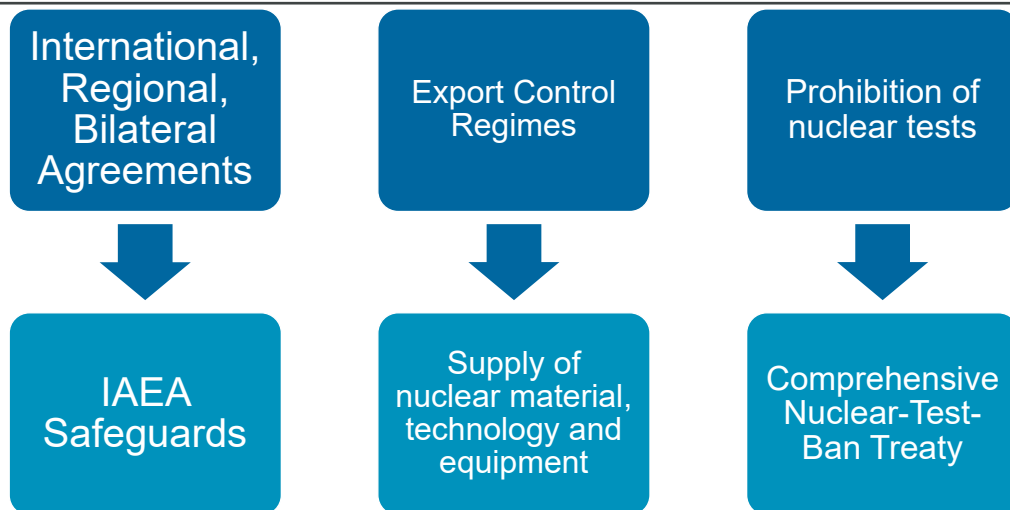 International,
Regional,
Bilateral
Agreements
Export Control
Regimes
Prohibition of
nuclear tests
IAEA
Safeguards
Supply of
nuclear material,
technology and
equipment
Comprehensive
Nuclear-Test-
Ban Treaty